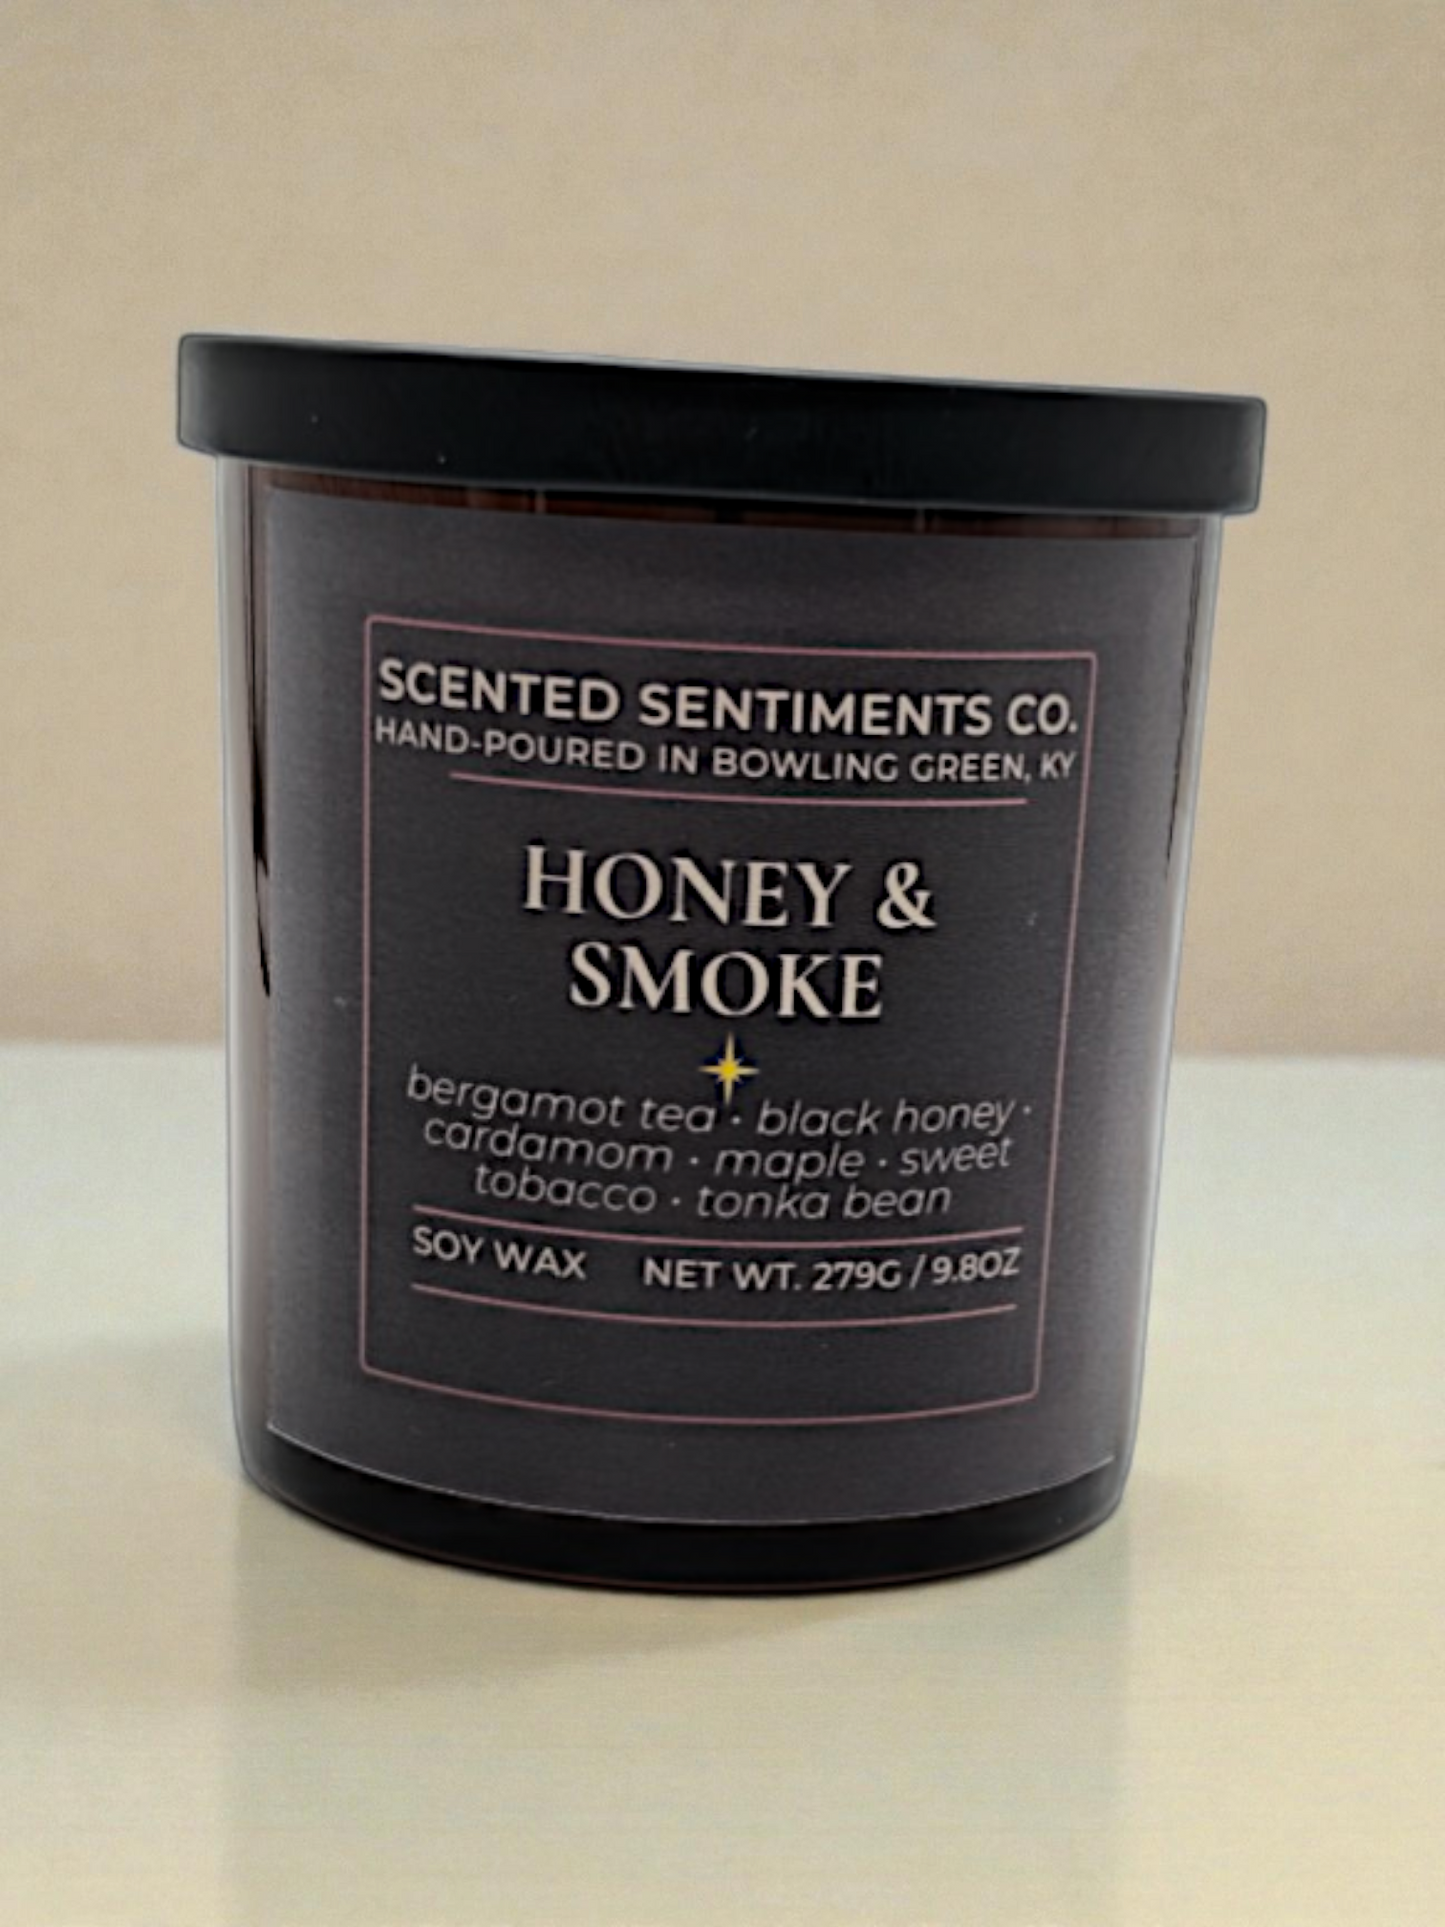 SCENTED SENTIMENTS CO.
HAND-POURED IN BOWLING GREEN, KY
HONEY &
SMOKE
bergamot tea · black honey ·
cardamom · maple · sweet
tobacco · tonka bean
SOY WAX NET WT. 279G / 9.8OZ